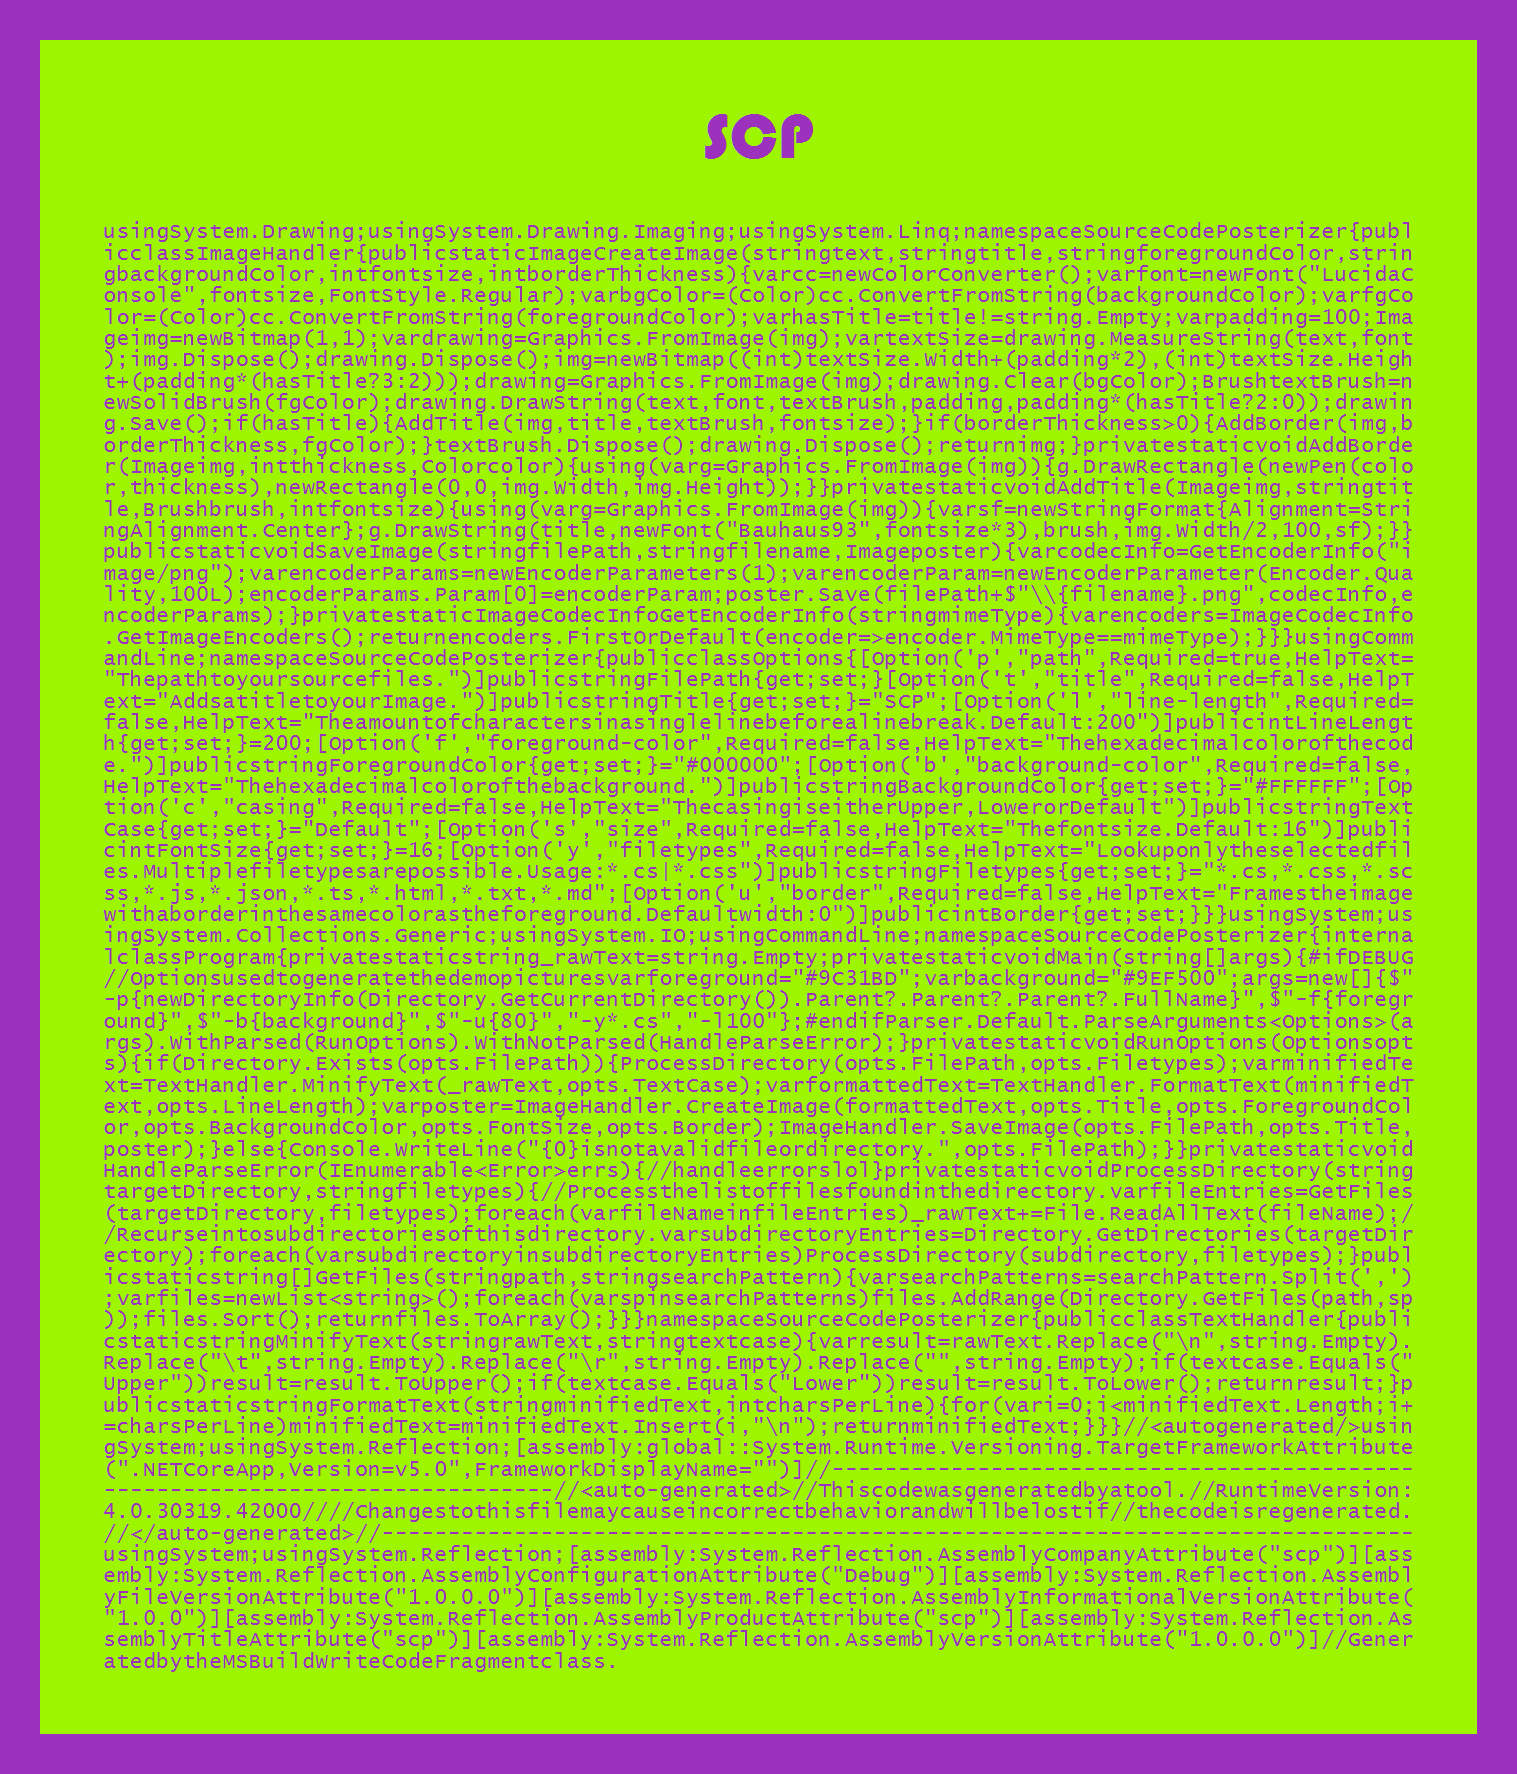 SCP
usingSystem.Drawing;usingSystem.Drawing.Imaging;usingSystem.Linq;namespaceSourceCodePosterizer{publ
icclassImageHandler{publicstaticImageCreateImage(stringtext,stringtitle,stringforegroundColor,strin
gbackgroundColor,intfontsize,intborderThickness){varcc=newColorConverter();varfont=newFont("LucidaC
onsole",fontsize,FontStyle.Regular);varbgColor=(Color)cc.ConvertFromString(backgroundColor);varfgCo
lor=(Color)cc.ConvertFromString(foregroundColor);varhasTitle=title!=string.Empty;varpadding=100;Ima
geimg=newBitmap(1,1);vardrawing=Graphics.FromImage(img);vartextSize=drawing.MeasureString(text,font
);img.Dispose();drawing.Dispose();img=newBitmap((int)textSize.Width+(padding*2),(int)textSize.Heigh
t+(padding*(hasTitle?3:2)));drawing=Graphics.FromImage(img);drawing.Clear(bgColor);BrushtextBrush=n
ewSolidBrush(fgColor);drawing.DrawString(text,font,textBrush,padding,padding*(hasTitle?2:0));drawin
g.Save();if(hasTitle){AddTitle(img,title,textBrush,fontsize);}if(borderThickness>0){AddBorder(img,b
orderThickness,fgColor);}textBrush.Dispose();drawing.Dispose();returnimg;}privatestaticvoidAddBorde
r(Imageimg,intthickness,Colorcolor){using(varg=Graphics.FromImage(img)){g.DrawRectangle(newPen(colo
r,thickness),newRectangle(0,0,img.Width,img.Height));}}privatestaticvoidAddTitle(Imageimg,stringtit
le,Brushbrush,intfontsize){using(varg=Graphics.FromImage(img)){varsf=newStringFormat{Alignment=Stri
ngAlignment.Center};g.DrawString(title,newFont("Bauhaus93",fontsize*3),brush,img.Width/2,100,sf);}}
publicstaticvoidSaveImage(stringfilePath,stringfilename,Imageposter){varcodecInfo=GetEncoderInfo("i
mage/png");varencoderParams=newEncoderParameters(1);varencoderParam=newEncoderParameter(Encoder.Qua
lity,100L);encoderParams.Param[0]=encoderParam;poster.Save(filePath+$"\\{filename}.png",codecInfo,e
ncoderParams);}privatestaticImageCodecInfoGetEncoderInfo(stringmimeType){varencoders=ImageCodecInfo
.GetImageEncoders();returnencoders.FirstOrDefault(encoder=>encoder.MimeType==mimeType);}}}usingComm
andLine;namespaceSourceCodePosterizer{publicclassOptions{[Option('p',"path",Required=true,HelpText=
"Thepathtoyoursourcefiles.")]publicstringFilePath{get;set;}[Option('t',"title",Required=false,HelpT
ext="AddsatitletoyourImage.")]publicstringTitle{get;set;}="SCP";[Option('l',"line-length",Required=
false,HelpText="Theamountofcharactersinasinglelinebeforealinebreak.Default:200")]publicintLineLengt
h{get;set;}=200;[Option('f',"foreground-color",Required=false,HelpText="Thehexadecimalcolorofthecod
e.")]publicstringForegroundColor{get;set;}="#000000";[Option('b',"background-color",Required=false,
HelpText="Thehexadecimalcolorofthebackground.")]publicstringBackgroundColor{get;set;}="#FFFFFF";[Op
tion('c',"casing",Required=false,HelpText="ThecasingiseitherUpper,LowerorDefault")]publicstringText
Case{get;set;}="Default";[Option('s',"size",Required=false,HelpText="Thefontsize.Default:16")]publi
cintFontSize{get;set;}=16;[Option('y',"filetypes",Required=false,HelpText="Lookuponlytheselectedfil
es.Multiplefiletypesarepossible.Usage:*.cs|*.css")]publicstringFiletypes{get;set;}="*.cs,*.css,*.sc
ss,*.js,*.json,*.ts,*.html,*.txt,*.md";[Option('u',"border",Required=false,HelpText="Framestheimage
withaborderinthesamecolorastheforeground.Defaultwidth:0")]publicintBorder{get;set;}}}usingSystem;us
ingSystem.Collections.Generic;usingSystem.IO;usingCommandLine;namespaceSourceCodePosterizer{interna
lclassProgram{privatestaticstring_rawText=string.Empty;privatestaticvoidMain(string[]args){#ifDEBUG
//Optionsusedtogeneratethedemopicturesvarforeground="#9C31BD";varbackground="#9EF500";args=new[]{$"
-p{newDirectoryInfo(Directory.GetCurrentDirectory()).Parent?.Parent?.Parent?.FullName}",$"-f{foregr
ound}",$"-b{background}",$"-u{80}","-y*.cs","-l100"};#endifParser.Default.ParseArguments<Options>(a
rgs).WithParsed(RunOptions).WithNotParsed(HandleParseError);}privatestaticvoidRunOptions(Optionsopt
s){if(Directory.Exists(opts.FilePath)){ProcessDirectory(opts.FilePath,opts.Filetypes);varminifiedTe
xt=TextHandler.MinifyText(_rawText,opts.TextCase);varformattedText=TextHandler.FormatText(minifiedT
ext,opts.LineLength);varposter=ImageHandler.CreateImage(formattedText,opts.Title,opts.ForegroundCol
or,opts.BackgroundColor,opts.FontSize,opts.Border);ImageHandler.SaveImage(opts.FilePath,opts.Title,
poster);}else{Console.WriteLine("{0}isnotavalidfileordirectory.",opts.FilePath);}}privatestaticvoid
HandleParseError(IEnumerable<Error>errs){//handleerrorslol}privatestaticvoidProcessDirectory(string
targetDirectory,stringfiletypes){//Processthelistoffilesfoundinthedirectory.varfileEntries=GetFiles
(targetDirectory,filetypes);foreach(varfileNameinfileEntries)_rawText+=File.ReadAllText(fileName);/
/Recurseintosubdirectoriesofthisdirectory.varsubdirectoryEntries=Directory.GetDirectories(targetDir
ectory);foreach(varsubdirectoryinsubdirectoryEntries)ProcessDirectory(subdirectory,filetypes);}publ
icstaticstring[]GetFiles(stringpath,stringsearchPattern){varsearchPatterns=searchPattern.Split(',')
;varfiles=newList<string>();foreach(varspinsearchPatterns)files.AddRange(Directory.GetFiles(path,sp
));files.Sort();returnfiles.ToArray();}}}namespaceSourceCodePosterizer{publicclassTextHandler{publi
cstaticstringMinifyText(stringrawText,stringtextcase){varresult=rawText.Replace("\n",string.Empty).
Replace("\t",string.Empty).Replace("\r",string.Empty).Replace("",string.Empty);if(textcase.Equals("
Upper"))result=result.ToUpper();if(textcase.Equals("Lower"))result=result.ToLower();returnresult;}p
ublicstaticstringFormatText(stringminifiedText,intcharsPerLine){for(vari=0;i<minifiedText.Length;i+
=charsPerLine)minifiedText=minifiedText.Insert(i,"\n");returnminifiedText;}}}//<autogenerated/>usin
gSystem;usingSystem.Reflection;[assembly:global::System.Runtime.Versioning.TargetFrameworkAttribute
(".NETCoreApp,Version=v5.0",FrameworkDisplayName="")]//--------------------------------------------
----------------------------------//<auto-generated>//Thiscodewasgeneratedbyatool.//RuntimeVersion:
4.0.30319.42000////Changestothisfilemaycauseincorrectbehaviorandwillbelostif//thecodeisregenerated.
//</auto-generated>//------------------------------------------------------------------------------
usingSystem;usingSystem.Reflection;[assembly:System.Reflection.AssemblyCompanyAttribute("scp")][ass
embly:System.Reflection.AssemblyConfigurationAttribute("Debug")][assembly:System.Reflection.Assembl
yFileVersionAttribute("1.0.0.0")][assembly:System.Reflection.AssemblyInformationalVersionAttribute(
"1.0.0")][assembly:System.Reflection.AssemblyProductAttribute("scp")][assembly:System.Reflection.As
semblyTitleAttribute("scp")][assembly:System.Reflection.AssemblyVersionAttribute("1.0.0.0")]//Gener
atedbytheMSBuildWriteCodeFragmentclass.